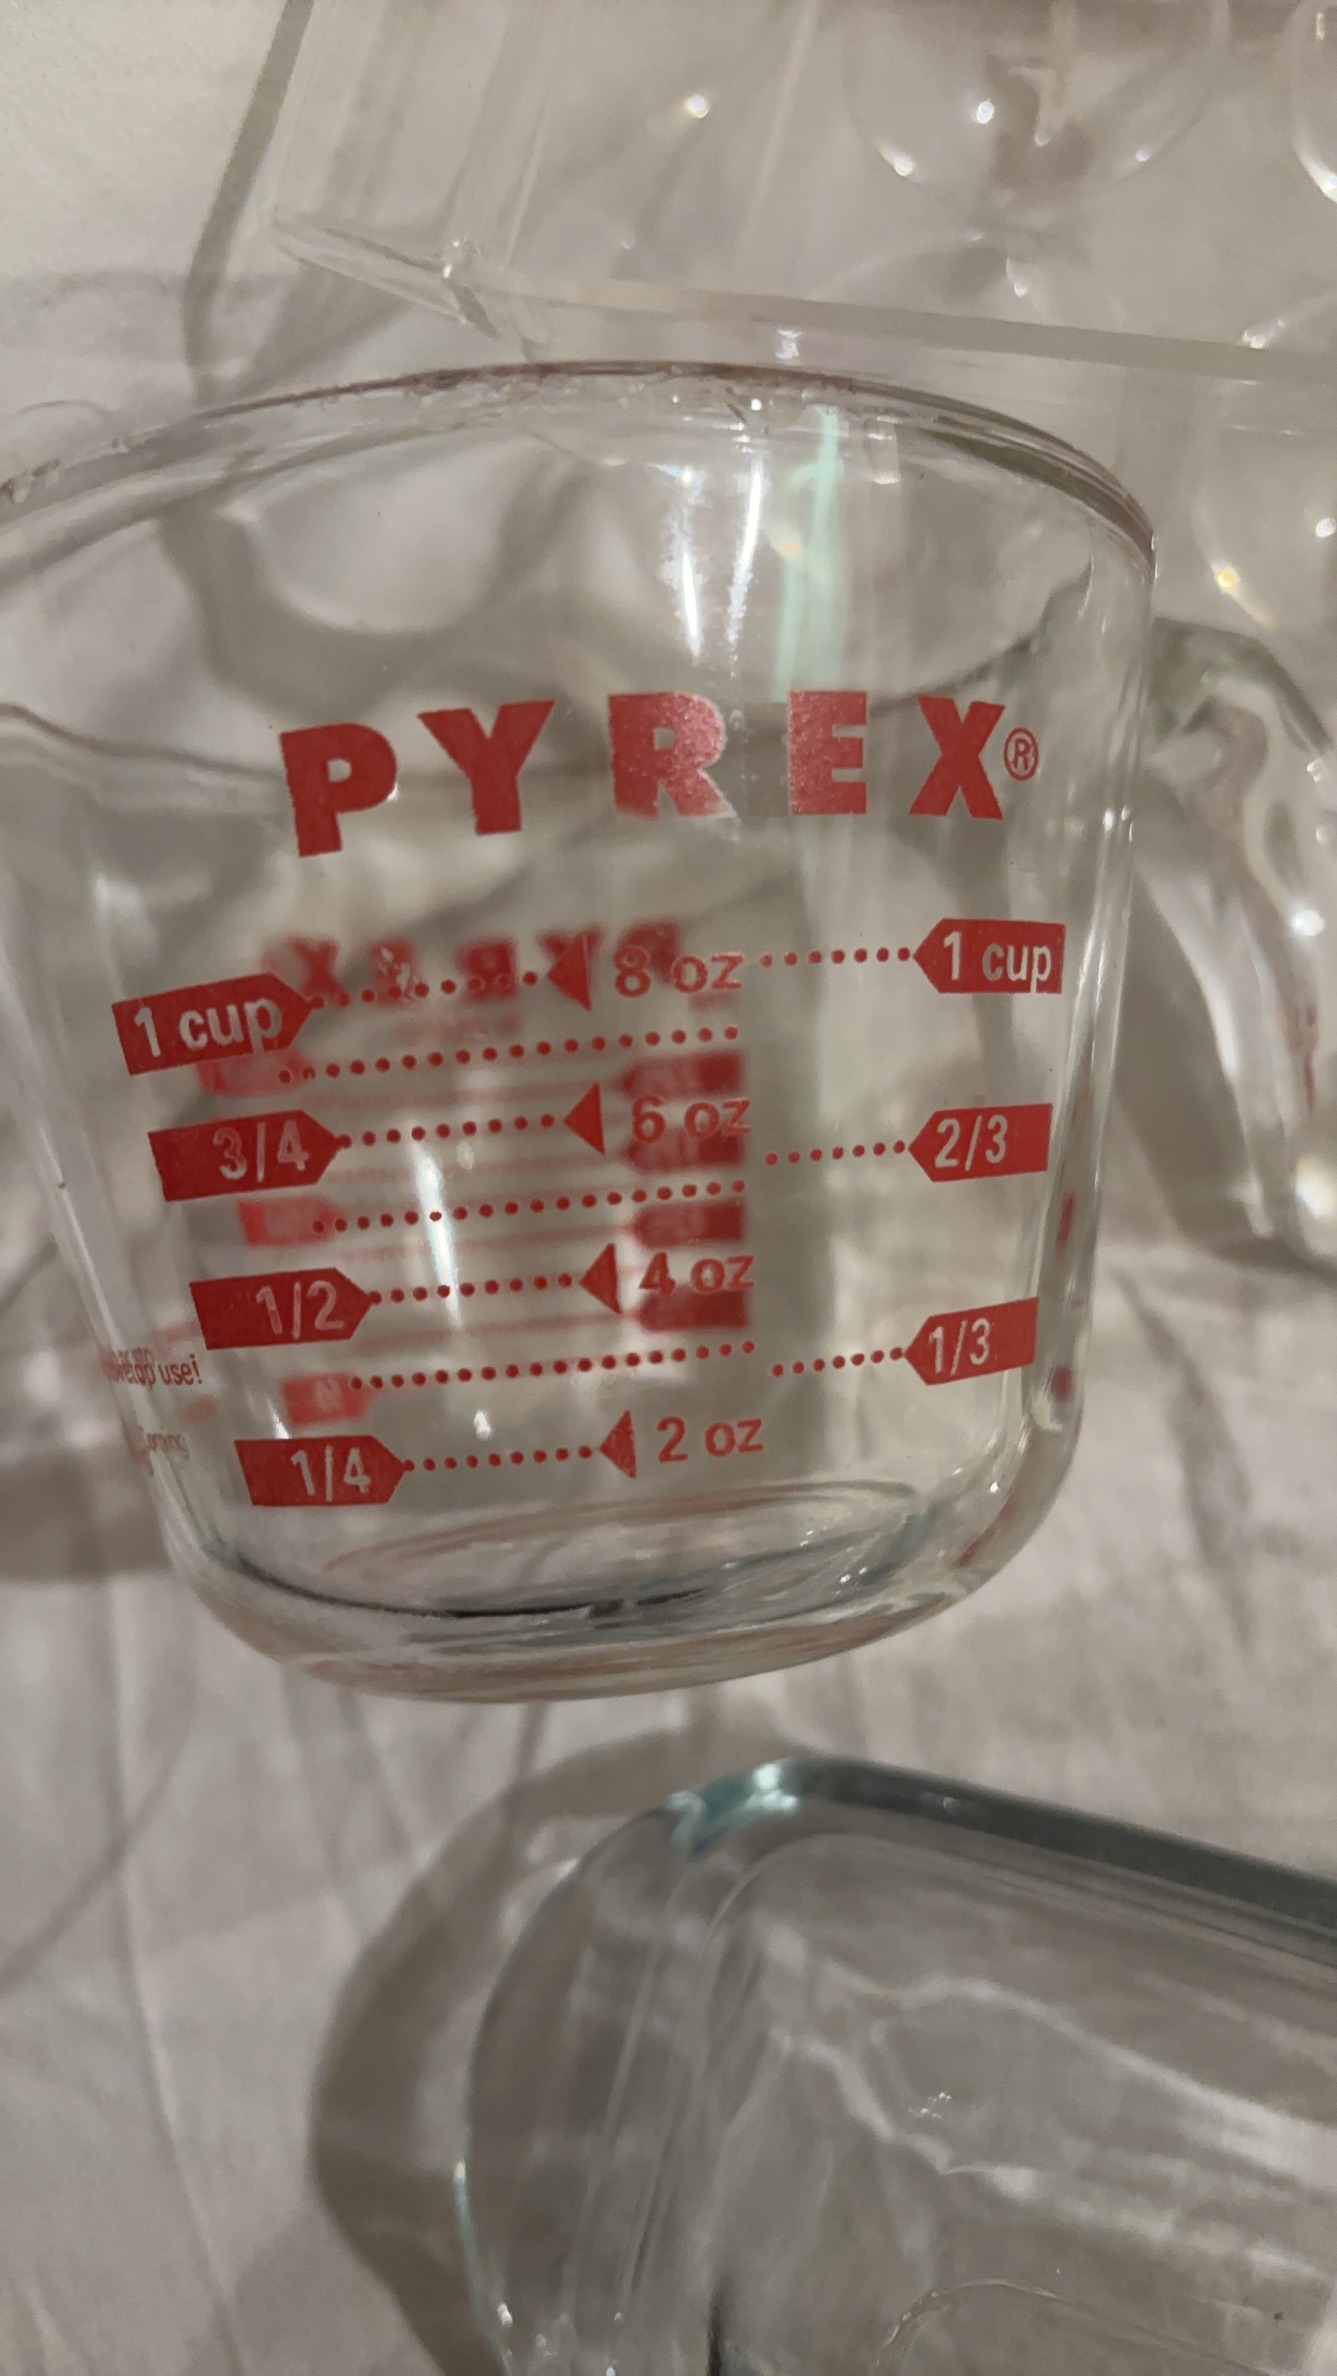 PYREX®
1 cup 8 oz 1 cup
3/4 6 oz 2/3
1/2 4 oz
use! 1/3
1/4 2 oz